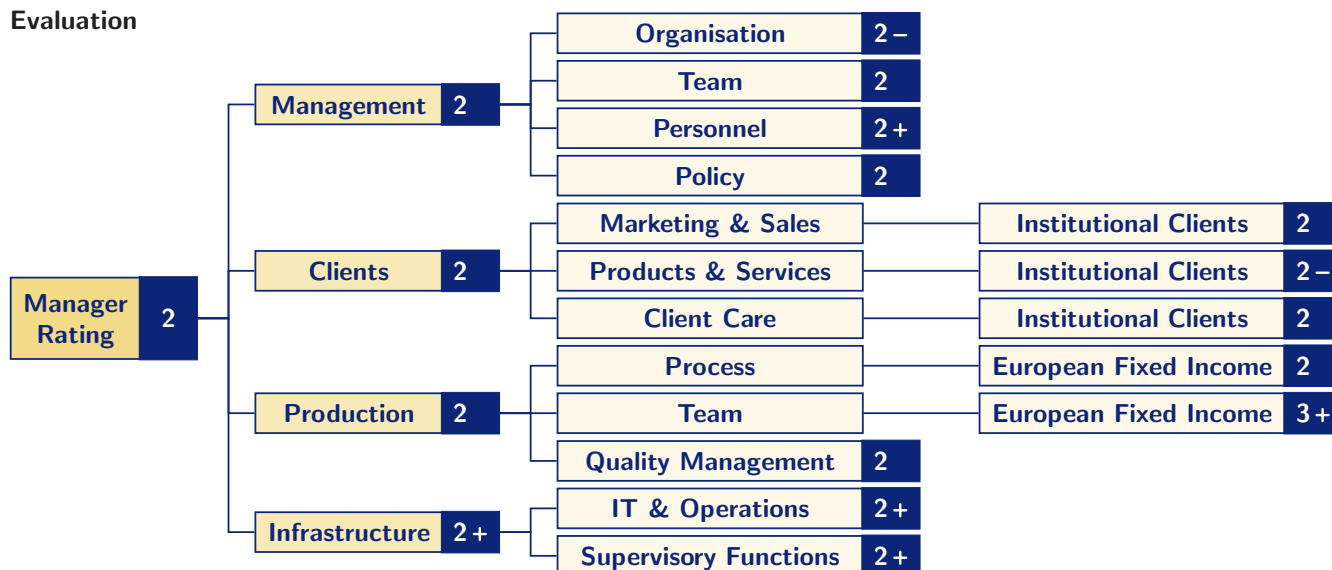 Evaluation
Organisation 2 −
Team 2
Management 2
Personnel 2 +
Policy 2
Marketing & Sales Institutional Clients 2
Clients 2 Products & Services Institutional Clients 2 −
Manager
Rating
2
Client Care Institutional Clients 2
Process European Fixed Income 2
Production 2 Team European Fixed Income 3 +
Quality Management 2
IT & Operations 2 +
Infrastructure 2 +
Supervisory Functions 2 +